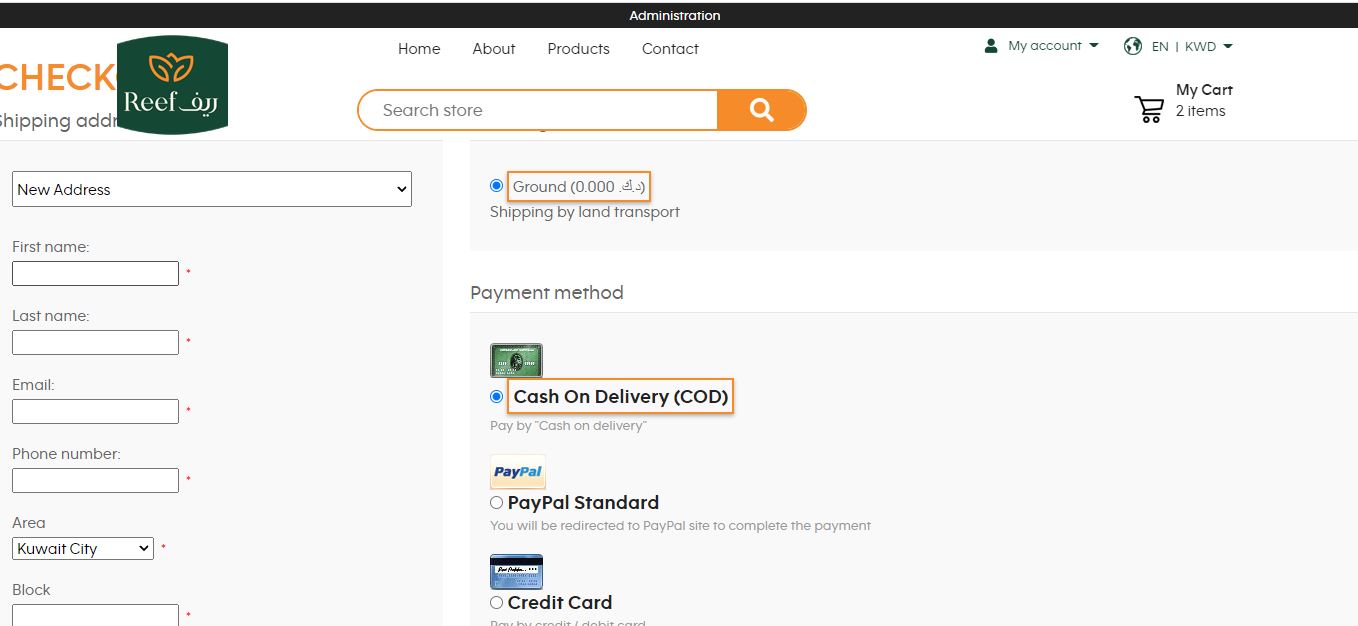 Administration
Home About Products Contact
My account
EN | KWD
CHECK
Reef ريف
Search store
My Cart
2 items
Shipping addr
New Address
First name:
*
Last name:
*
Email:
*
Phone number:
*
Area
Kuwait City *
Block
*
Ground (0.000 د.ك.)
Shipping by land transport
Payment method
Cash On Delivery (COD)
Pay by "Cash on delivery"
PayPal
PayPal Standard
You will be redirected to PayPal site to complete the payment
Credit Card
Pay by credit / debit card